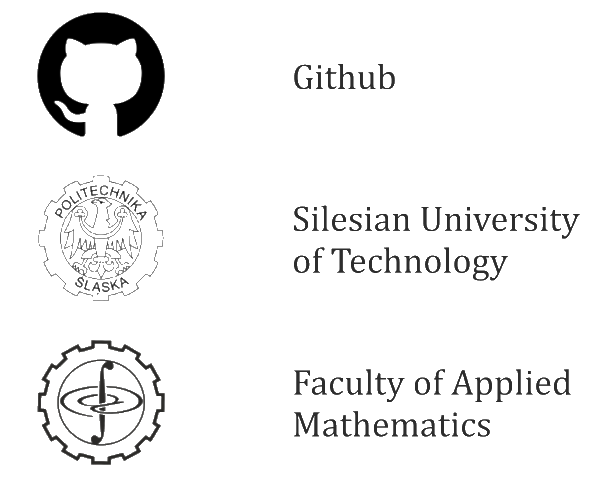 Github
POLITECHNIKA
ŚLĄSKA
Silesian University
of Technology
Faculty of Applied
Mathematics